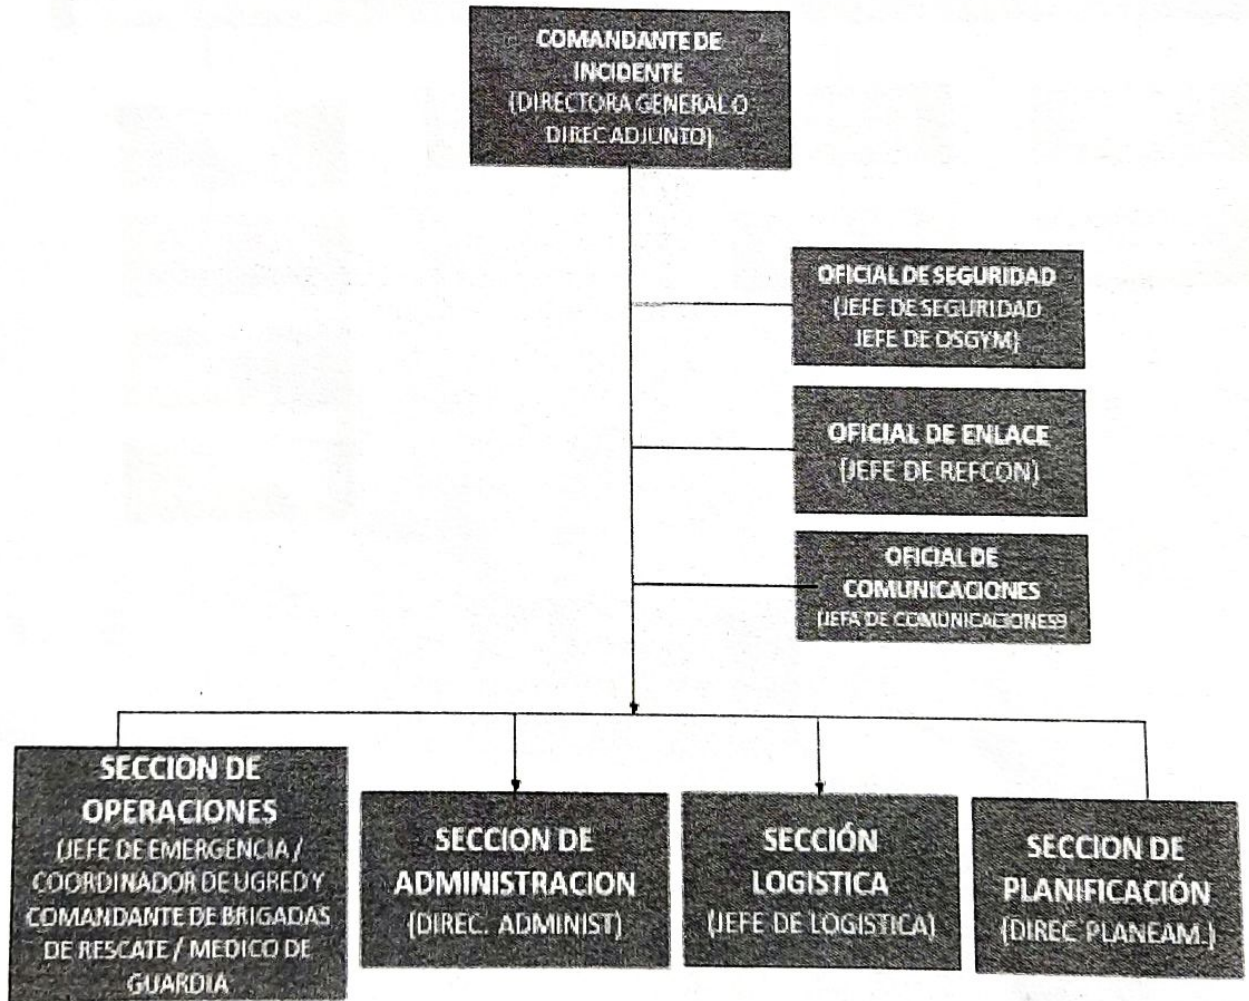 COMANDANTE DE
INCIDENTE
(DIRECTORA GENERAL O
DIREC ADJUNTO)
OFICIAL DE SEGURIDAD
(JEFE DE SEGURIDAD
JEFE DE OSGYM)
OFICIAL DE ENLACE
(JEFE DE REFCON)
OFICIAL DE
COMUNICACIONES
(JEFA DE COMUNICACIONES9
SECCION DE
OPERACIONES
(JEFE DE EMERGENCIA /
COORDINADOR DE UGRED Y
COMANDANTE DE BRIGADAS
DE RESCATE / MEDICO DE
GUARDIA
SECCION DE
ADMINISTRACION
(DIREC. ADMINIST)
SECCIÓN
LOGISTICA
(JEFE DE LOGISTICA)
SECCION DE
PLANIFICACIÓN
(DIREC PLANEAM.)